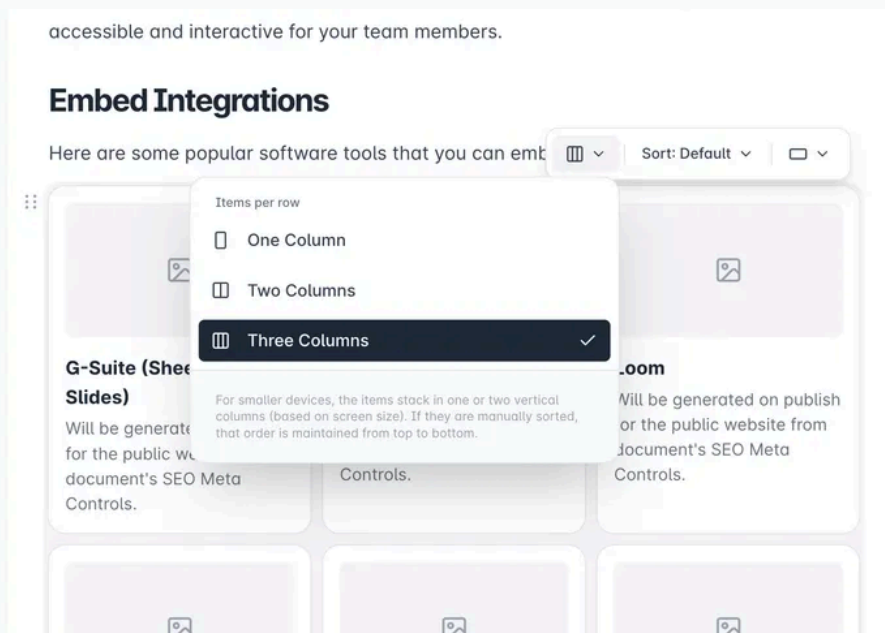 accessible and interactive for your team members.
Embed Integrations
Here are some popular software tools that you can emb
Sort: Default
Items per row
One Column
Two Columns
Three Columns
For smaller devices, the items stack in one or two vertical
columns (based on screen size). If they are manually sorted,
that order is maintained from top to bottom.
G-Suite (Shee
Slides)
Will be generate
for the public we
document's SEO Meta
Controls.
Controls.
Loom
Will be generated on publish
for the public website from
document's SEO Meta
Controls.